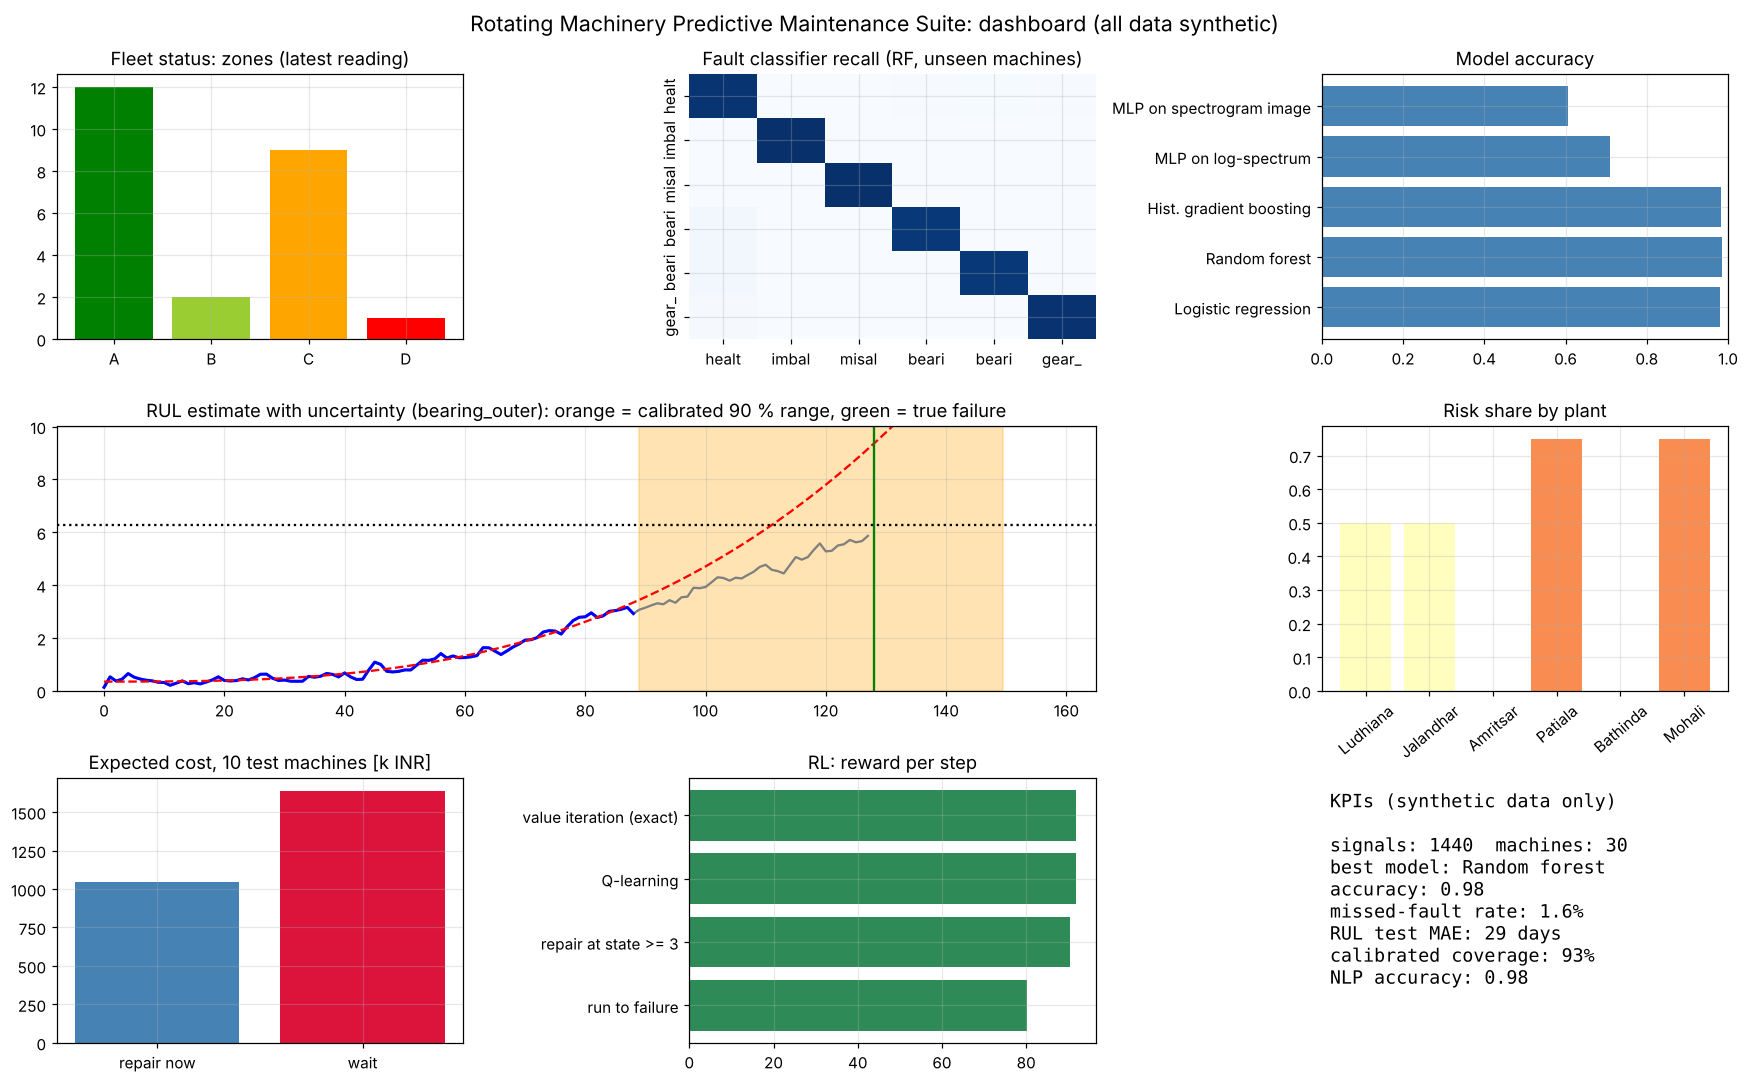 Rotating Machinery Predictive Maintenance Suite: dashboard (all data synthetic)
Fleet status: zones (latest reading)
12
10
8
6
4
2
0
A B C D
Fault classifier recall (RF, unseen machines)
healt
imbal
misal
beari
beari
gear_
healt imbal misal beari beari gear_
Model accuracy
MLP on spectrogram image
MLP on log-spectrum
Hist. gradient boosting
Random forest
Logistic regression
0.0 0.2 0.4 0.6 0.8 1.0
RUL estimate with uncertainty (bearing_outer): orange = calibrated 90 % range, green = true failure
10
8
6
4
2
0
0 20 40 60 80 100 120 140 160
Risk share by plant
0.7
0.6
0.5
0.4
0.3
0.2
0.1
0.0
Ludhiana Jalandhar Amritsar Patiala Bathinda Mohali
Expected cost, 10 test machines [k INR]
1500
1250
1000
750
500
250
0
repair now wait
RL: reward per step
value iteration (exact)
Q-learning
repair at state >= 3
run to failure
0 20 40 60 80
KPIs (synthetic data only)
signals: 1440 machines: 30
best model: Random forest
accuracy: 0.98
missed-fault rate: 1.6%
RUL test MAE: 29 days
calibrated coverage: 93%
NLP accuracy: 0.98